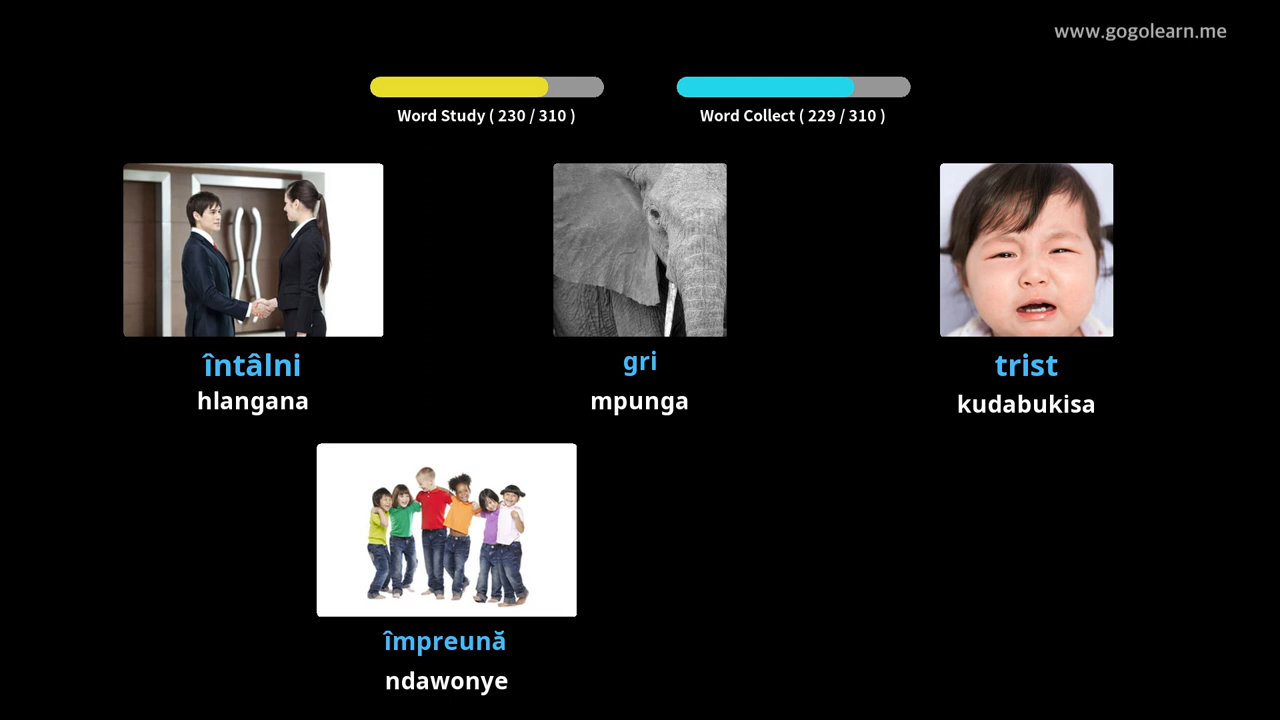 www.gogolearn.me
Word Study ( 230 / 310 )
Word Collect ( 229 / 310 )
întâlni
hlangana
gri
mpunga
trist
kudabukisa
împreună
ndawonye